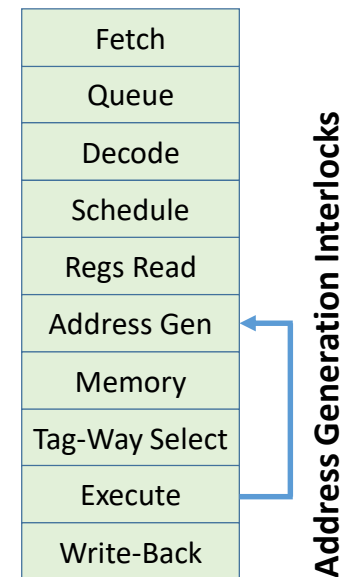 Fetch
Queue
Decode
Schedule
Regs Read
Address Gen
Memory
Tag-Way Select
Execute
Write-Back
Address Generation Interlocks